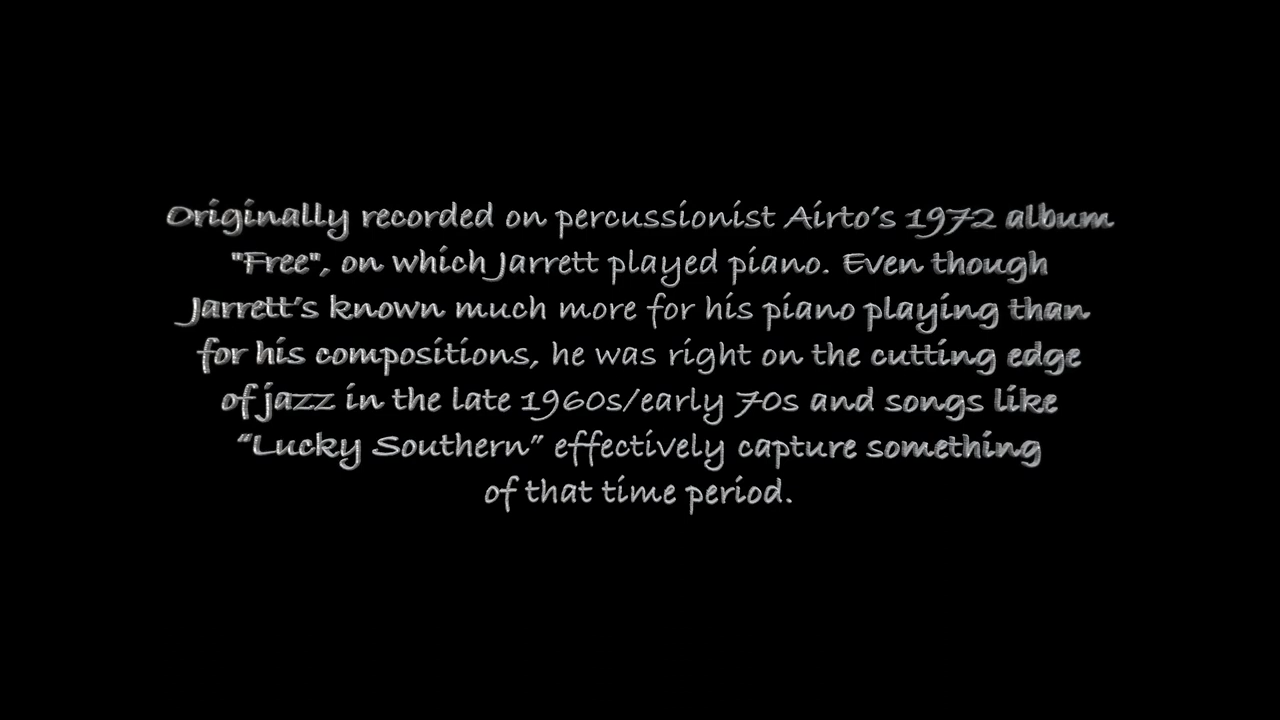 Originally recorded on percussionist Airto's 1972 album
"Free", on which Jarrett played piano. Even though
Jarrett's known much more for his piano playing than
for his compositions, he was right on the cutting edge
of jazz in the late 1960s/early 70s and songs like
“Lucky Southern” effectively capture something
of that time period.